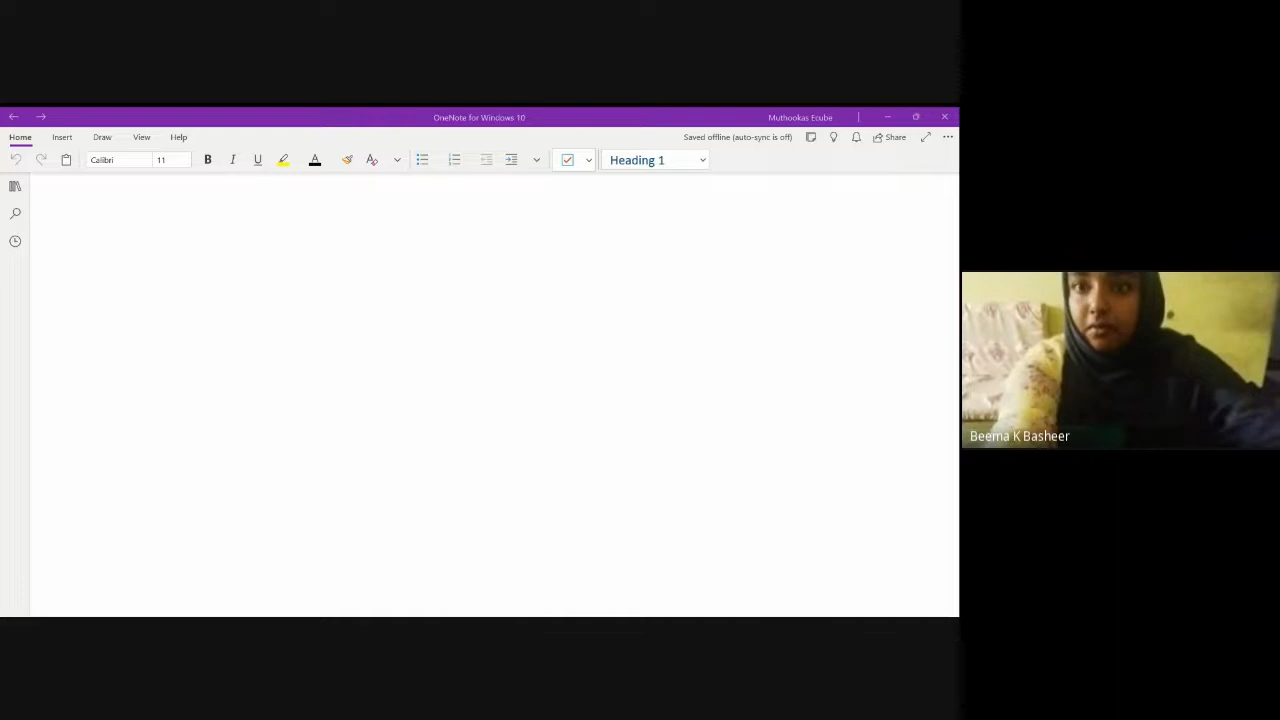 OneNote for Windows 10
Muthookas Ecube
Home Insert Draw View Help
Saved offline (auto-sync is off)
Share
Calibri 11 B I U A A
Heading 1
Beema K Basheer